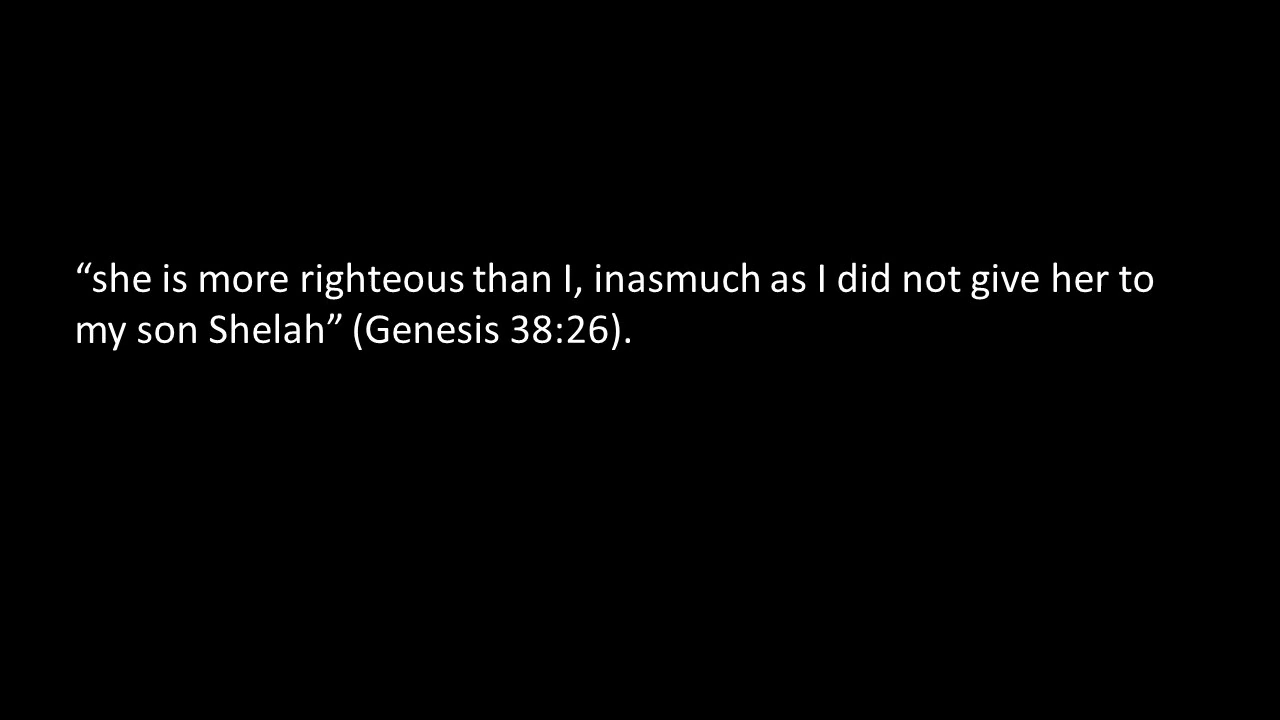 “she is more righteous than I, inasmuch as I did not give her to
my son Shelah” (Genesis 38:26).